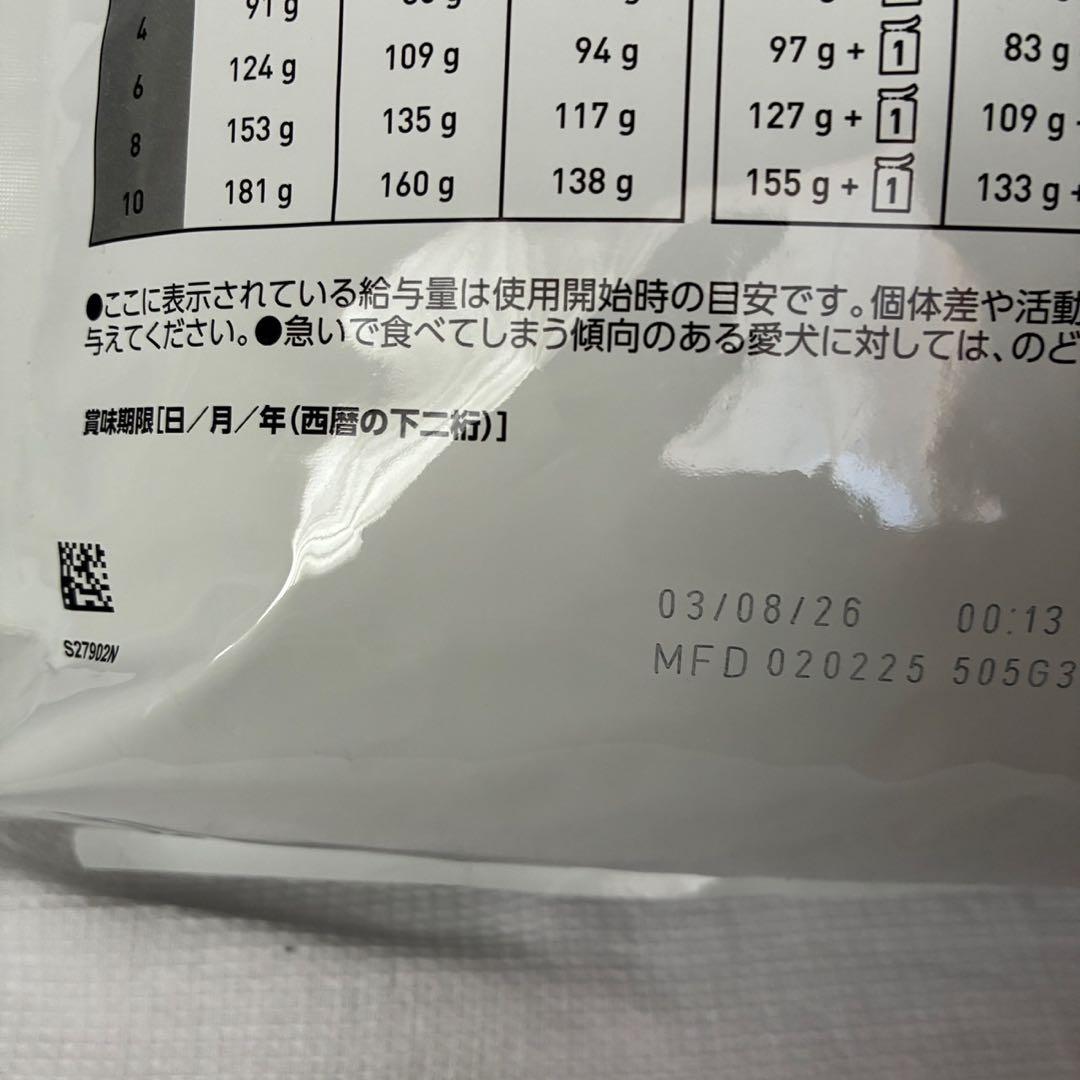 4 91 g
6 124 g 109 g 94 g 97 g + 1 83 g
8 153 g 135 g 117 g 127 g + 1 109 g
10 181 g 160 g 138 g 155 g + 1 133 g +
●ここに表示されている給与量は使用開始時の目安です。個体差や活動
与えてください。●急いで食べてしまう傾向のある愛犬に対しては、のど
賞味期限[日/月/年(西暦の下二桁)]
S27902N
03/08/26 00:13
MFD 020225 505G3